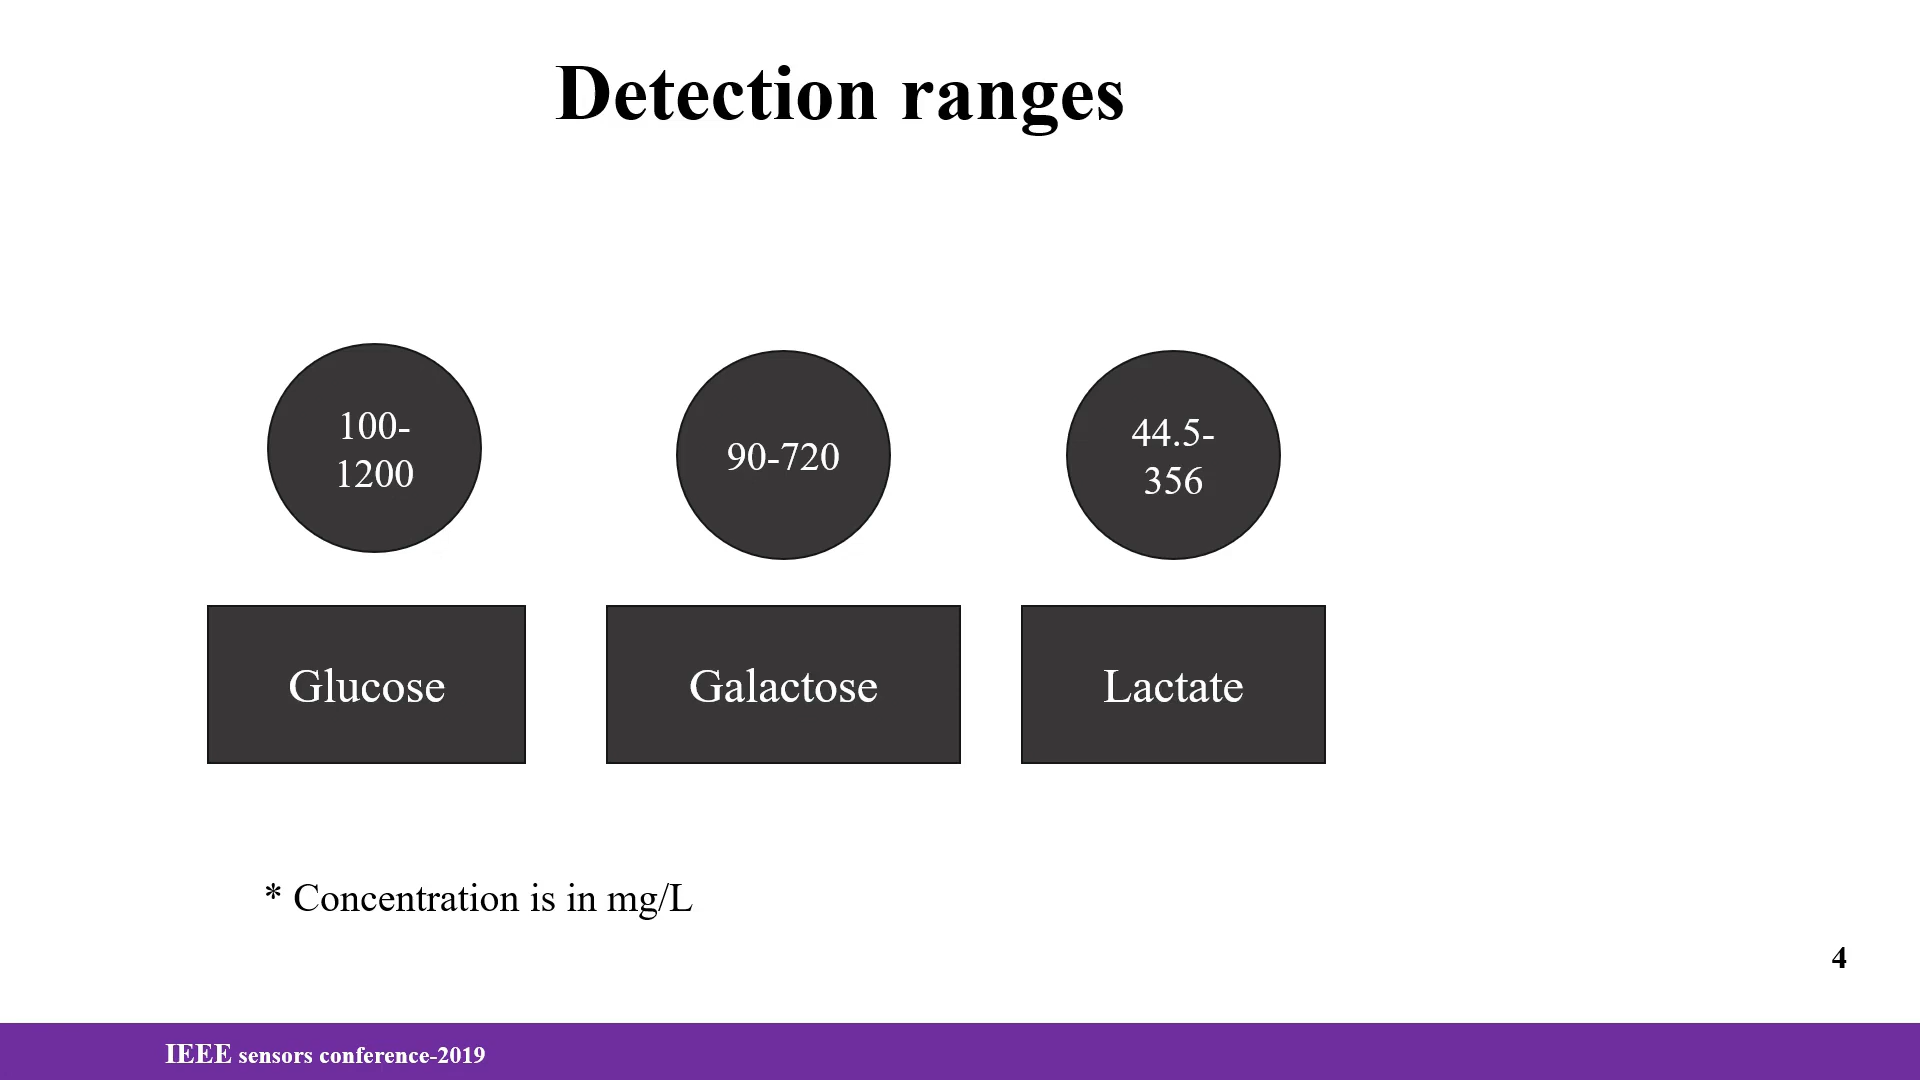 Detection ranges
100-
1200
90-720
44.5-
356
Glucose
Galactose
Lactate
* Concentration is in mg/L
4
IEEE sensors conference-2019